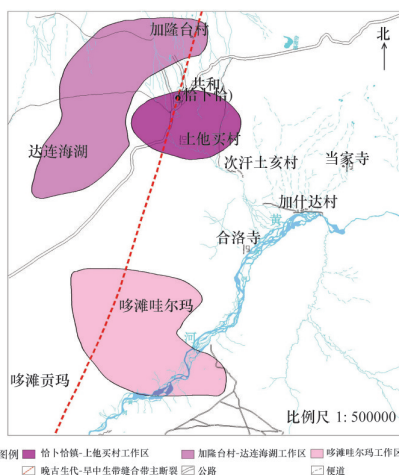 加隆台村
北
共和
(恰卜恰)
达连海湖
上他买村
次汗土亥村
当家寺
加什达村
黄
合洛寺
哆滩哇尔玛
河
哆滩贡玛
比例尺 1: 500000
图例 恰卜恰镇-上他买村工作区 加隆台村-达连海湖工作区 哆滩哇尔玛工作区
晚古生代-早中生带缝合带主断裂 公路 便道